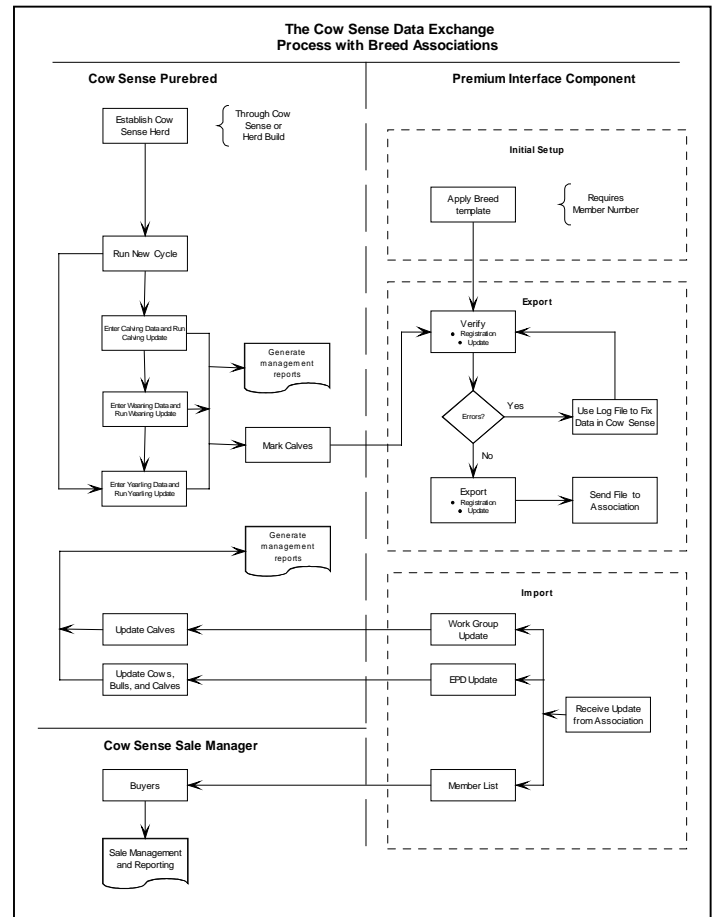 The Cow Sense Data Exchange
Process with Breed Associations
Cow Sense Purebred
Premium Interface Component
Establish Cow
Sense Herd
Through Cow
Sense or
Herd Build
Initial Setup
Apply Breed
template
Requires
Member Number
Run New Cycle
Export
Enter Calving Data and Run
Calving Update
Generate
management
reports
Verify
• Registration
• Update
Enter Weaning Data and
Run Weaning Update
Errors?
Yes
Use Log File to Fix
Data in Cow Sense
Mark Calves
No
Enter Yearling Data and
Run Yearling Update
Export
• Registration
• Update
Send File to
Association
Generate
management
reports
Import
Update Calves
Work Group
Update
Update Cows,
Bulls, and Calves
EPD Update
Receive Update
from Association
Cow Sense Sale Manager
Buyers
Member List
Sale Management
and Reporting